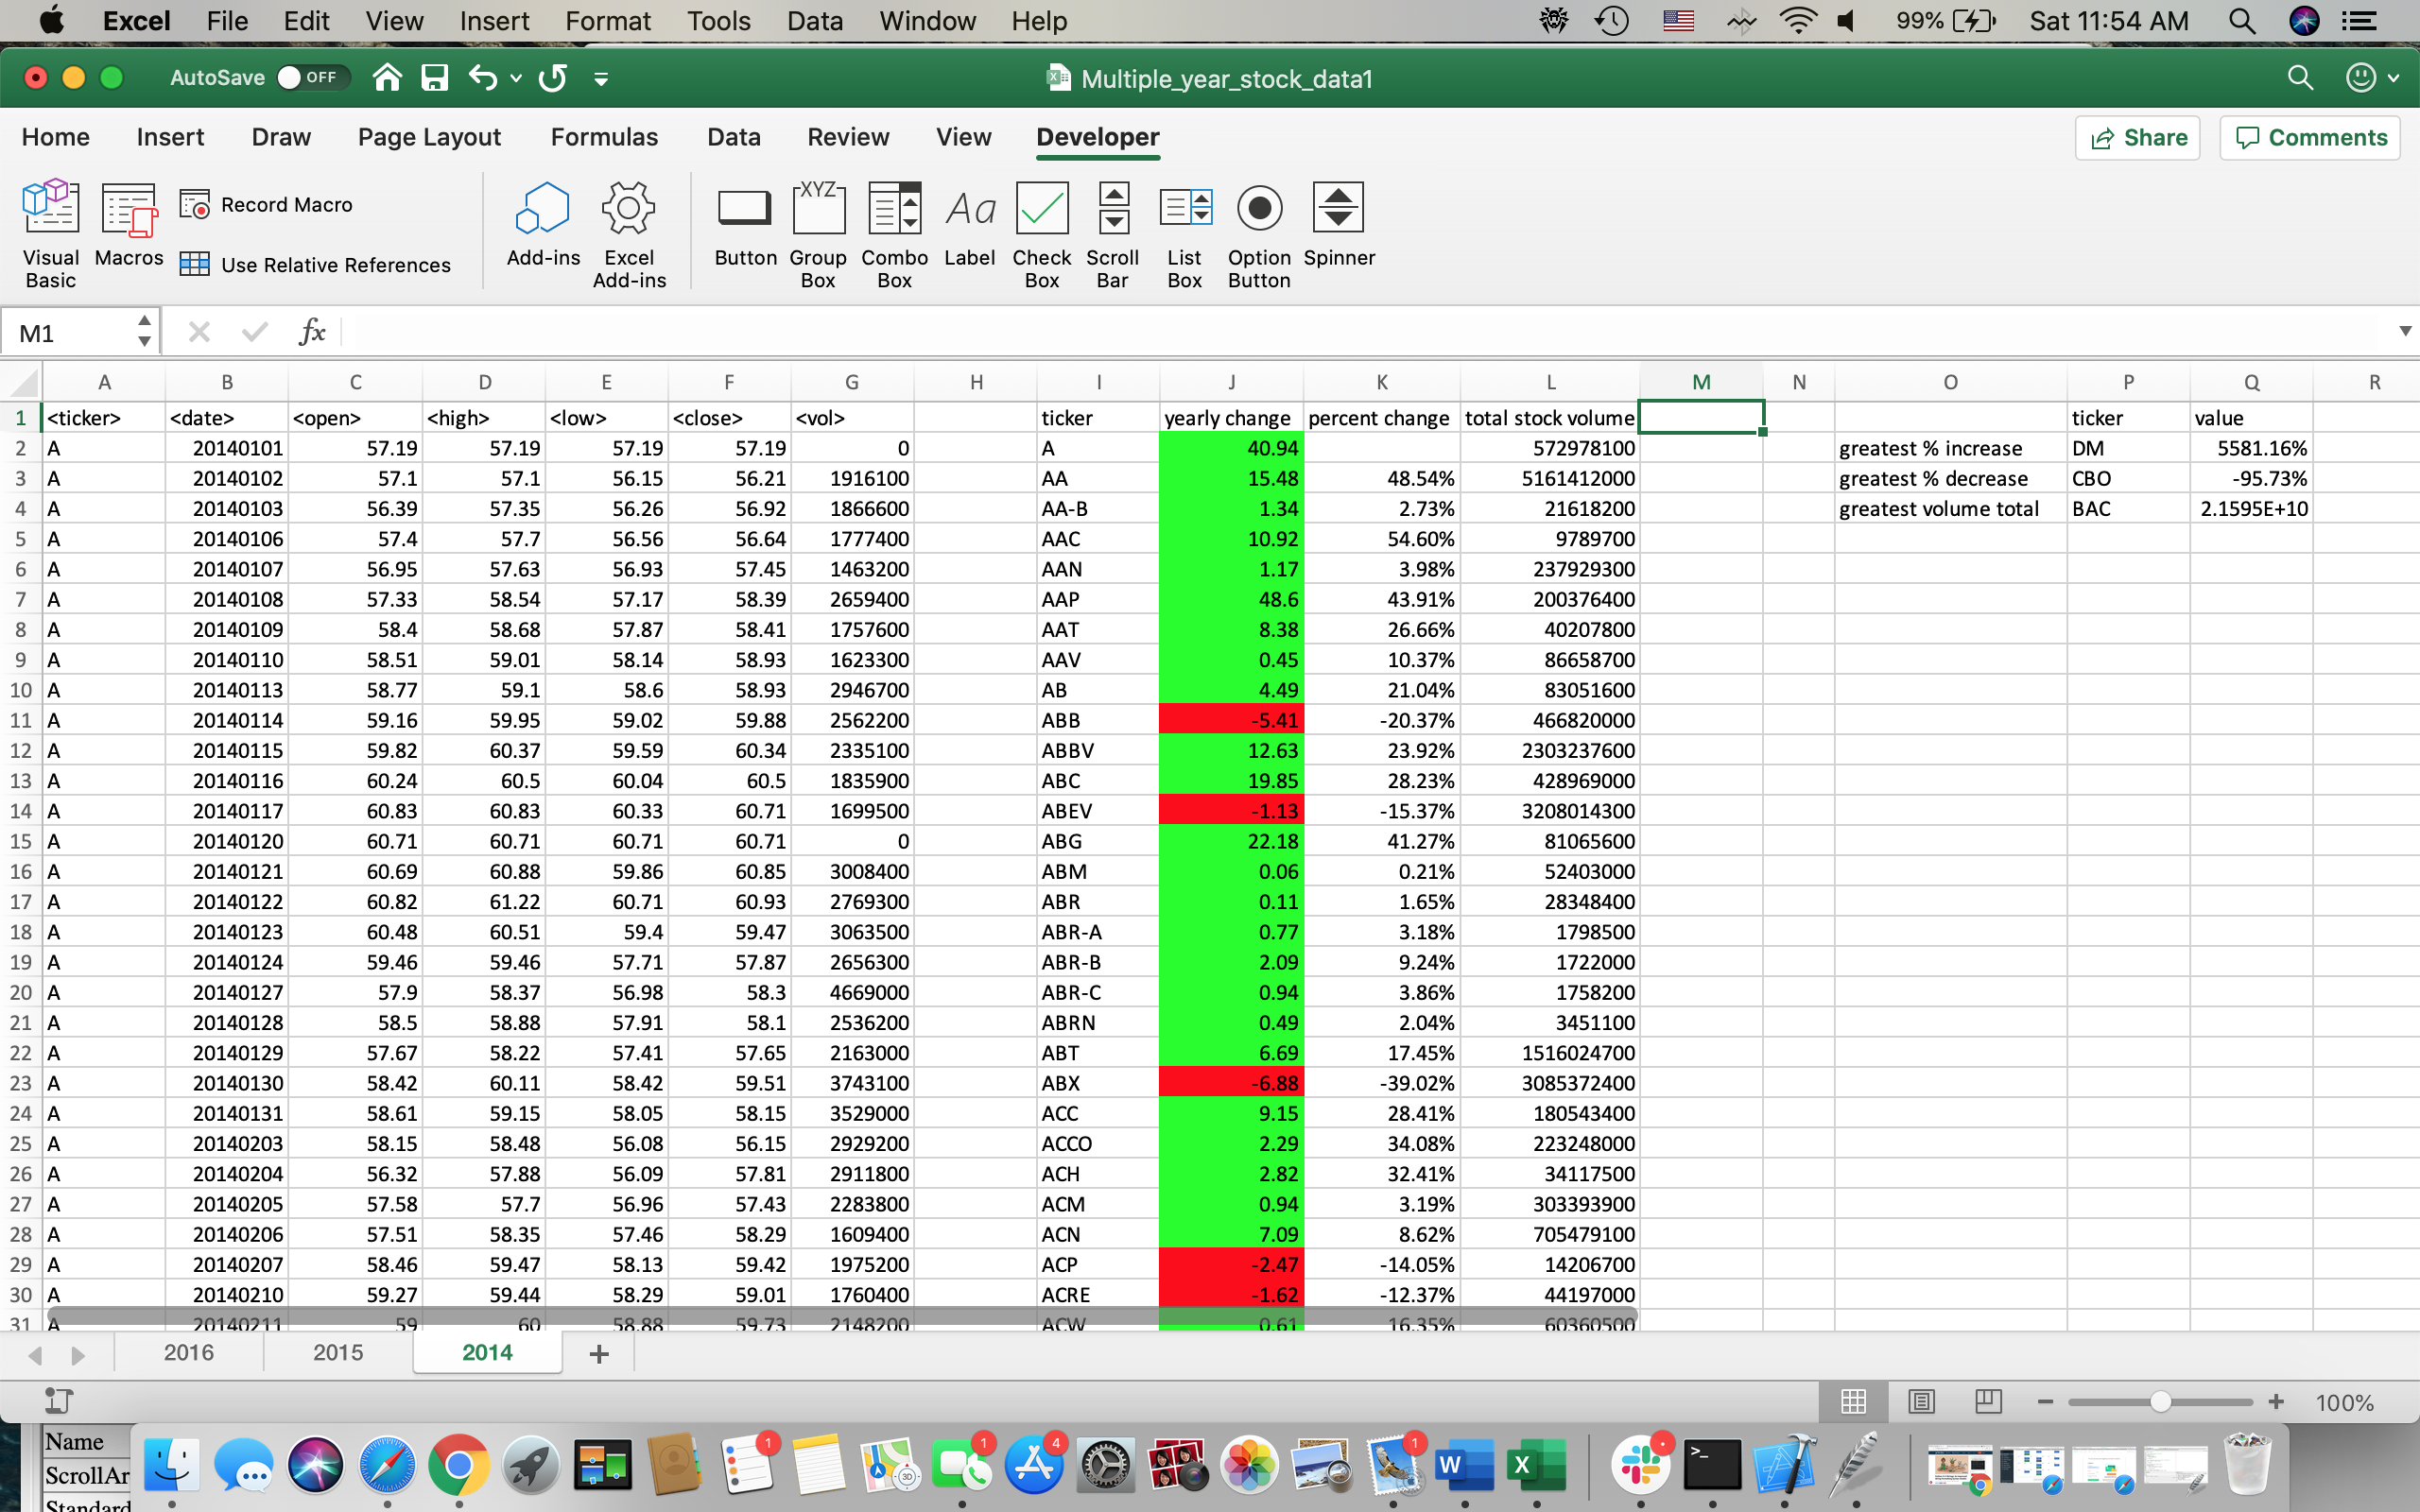 Excel File Edit View Insert Format Tools Data Window Help 99% Sat 11:54 AM
AutoSave OFF Multiple_year_stock_data1
Home Insert Draw Page Layout Formulas Data Review View Developer Share Comments
Visual Basic Macros Record Macro Use Relative References Add-ins Excel Add-ins XYZ Aa Button Group Box Combo Box Label Check Box Scroll Bar List Box Option Button Spinner
M1 fx
A B C D E F G H I J K L M N O P Q R
1 <ticker> <date> <open> <high> <low> <close> <vol> ticker yearly change percent change total stock volume ticker value
2 A 20140101 57.19 57.19 57.19 57.19 0 A 40.94 572978100 greatest % increase DM 5581.16%
3 A 20140102 57.1 57.1 56.15 56.21 1916100 AA 15.48 48.54% 5161412000 greatest % decrease CBO -95.73%
4 A 20140103 56.39 57.35 56.26 56.92 1866600 AA-B 1.34 2.73% 21618200 greatest volume total BAC 2.1595E+10
5 A 20140106 57.4 57.7 56.56 56.64 1777400 AAC 10.92 54.60% 9789700
6 A 20140107 56.95 57.63 56.93 57.45 1463200 AAN 1.17 3.98% 237929300
7 A 20140108 57.33 58.54 57.17 58.39 2659400 AAP 48.6 43.91% 200376400
8 A 20140109 58.4 58.68 57.87 58.41 1757600 AAT 8.38 26.66% 40207800
9 A 20140110 58.51 59.01 58.14 58.93 1623300 AAV 0.45 10.37% 86658700
10 A 20140113 58.77 59.1 58.6 58.93 2946700 AB 4.49 21.04% 83051600
11 A 20140114 59.16 59.95 59.02 59.88 2562200 ABB -5.41 -20.37% 466820000
12 A 20140115 59.82 60.37 59.59 60.34 2335100 ABBV 12.63 23.92% 2303237600
13 A 20140116 60.24 60.5 60.04 60.5 1835900 ABC 19.85 28.23% 428969000
14 A 20140117 60.83 60.83 60.33 60.71 1699500 ABEV -1.13 -15.37% 3208014300
15 A 20140120 60.71 60.71 60.71 60.71 0 ABG 22.18 41.27% 81065600
16 A 20140121 60.69 60.88 59.86 60.85 3008400 ABM 0.06 0.21% 52403000
17 A 20140122 60.82 61.22 60.71 60.93 2769300 ABR 0.11 1.65% 28348400
18 A 20140123 60.48 60.51 59.4 59.47 3063500 ABR-A 0.77 3.18% 1798500
19 A 20140124 59.46 59.46 57.71 57.87 2656300 ABR-B 2.09 9.24% 1722000
20 A 20140127 57.9 58.37 56.98 58.3 4669000 ABR-C 0.94 3.86% 1758200
21 A 20140128 58.5 58.88 57.91 58.1 2536200 ABRN 0.49 2.04% 3451100
22 A 20140129 57.67 58.22 57.41 57.65 2163000 ABT 6.69 17.45% 1516024700
23 A 20140130 58.42 60.11 58.42 59.51 3743100 ABX -6.88 -39.02% 3085372400
24 A 20140131 58.61 59.15 58.05 58.15 3529000 ACC 9.15 28.41% 180543400
25 A 20140203 58.15 58.48 56.08 56.15 2929200 ACCO 2.29 34.08% 223248000
26 A 20140204 56.32 57.88 56.09 57.81 2911800 ACH 2.82 32.41% 34117500
27 A 20140205 57.58 57.7 56.96 57.43 2283800 ACM 0.94 3.19% 303393900
28 A 20140206 57.51 58.35 57.46 58.29 1609400 ACN 7.09 8.62% 705479100
29 A 20140207 58.46 59.47 58.13 59.42 1975200 ACP -2.47 -14.05% 14206700
30 A 20140210 59.27 59.44 58.29 59.01 1760400 ACRE -1.62 -12.37% 44197000
31 A 20140211 59 60 58.88 59.73 2148200 ACW 0.61 16.35% 60360500
2016 2015 2014 +
100%
Name
ScrollAr
Standard
1 1 4 1
3D W X